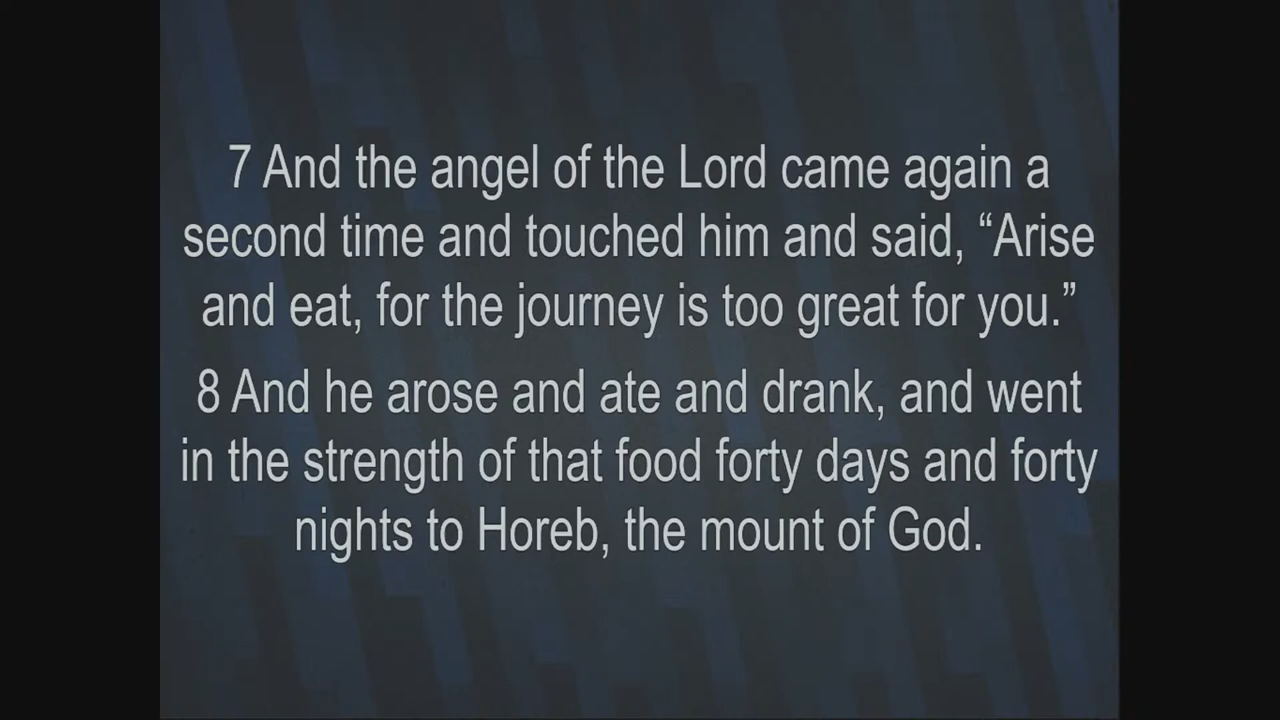 7 And the angel of the Lord came again a
second time and touched him and said, “Arise
and eat, for the journey is too great for you.”
8 And he arose and ate and drank, and went
in the strength of that food forty days and forty
nights to Horeb, the mount of God.